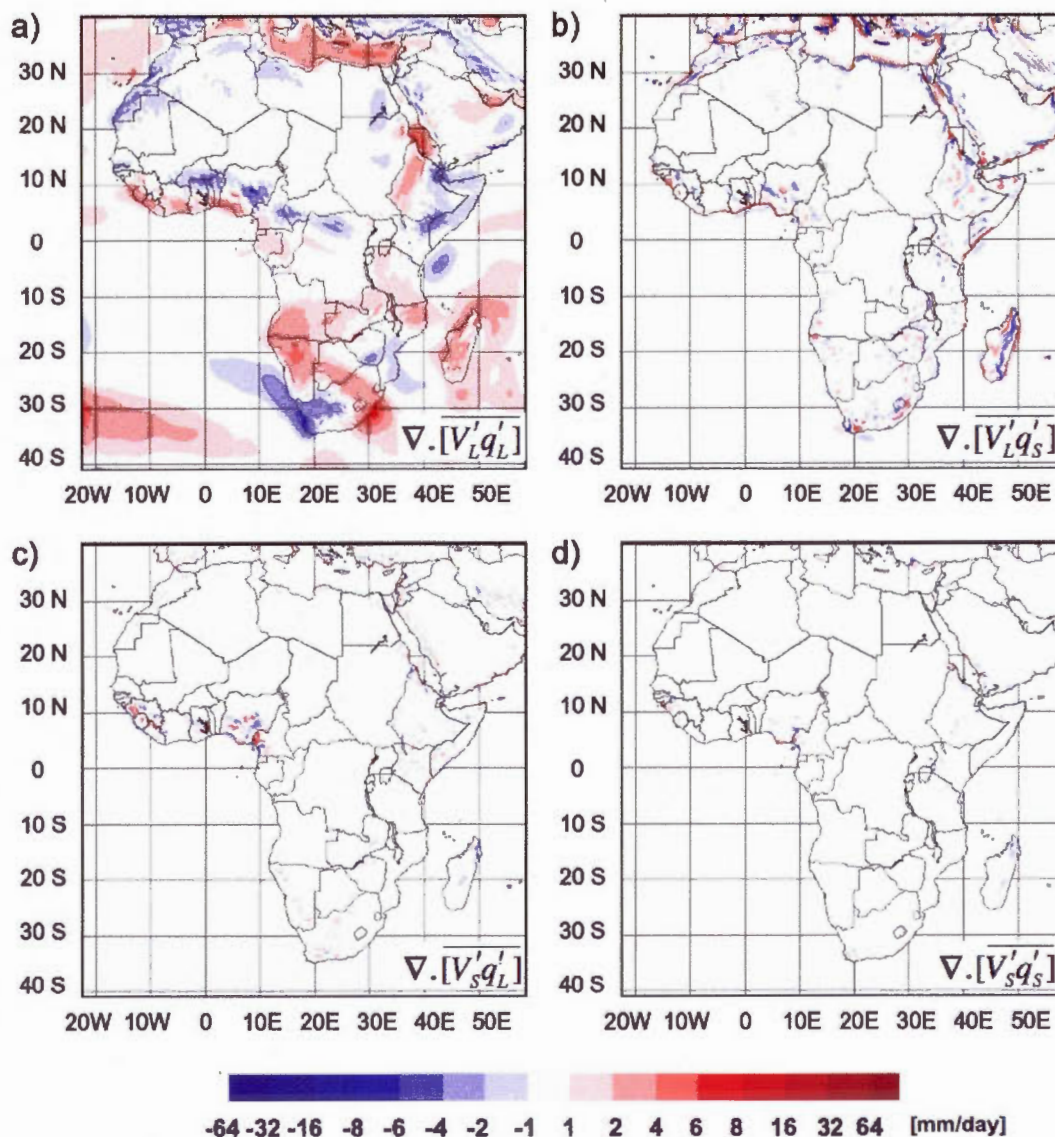 a)
30 N
20 N
10 N
0
10 S
20 S
30 S
40 S
20W 10W 0 10E 20E 30E 40E 50E
∇.[V'_L q'_L]
b)
30 N
20 N
10 N
0
10 S
20 S
30 S
40 S
20W 10W 0 10E 20E 30E 40E 50E
∇.[V'_L q'_S]
c)
30 N
20 N
10 N
0
10 S
20 S
30 S
40 S
20W 10W 0 10E 20E 30E 40E 50E
∇.[V'_S q'_L]
d)
30 N
20 N
10 N
0
10 S
20 S
30 S
40 S
20W 10W 0 10E 20E 30E 40E 50E
∇.[V'_S q'_S]
-64 -32 -16 -8 -6 -4 -2 -1 1 2 4 6 8 16 32 64 [mm/day]